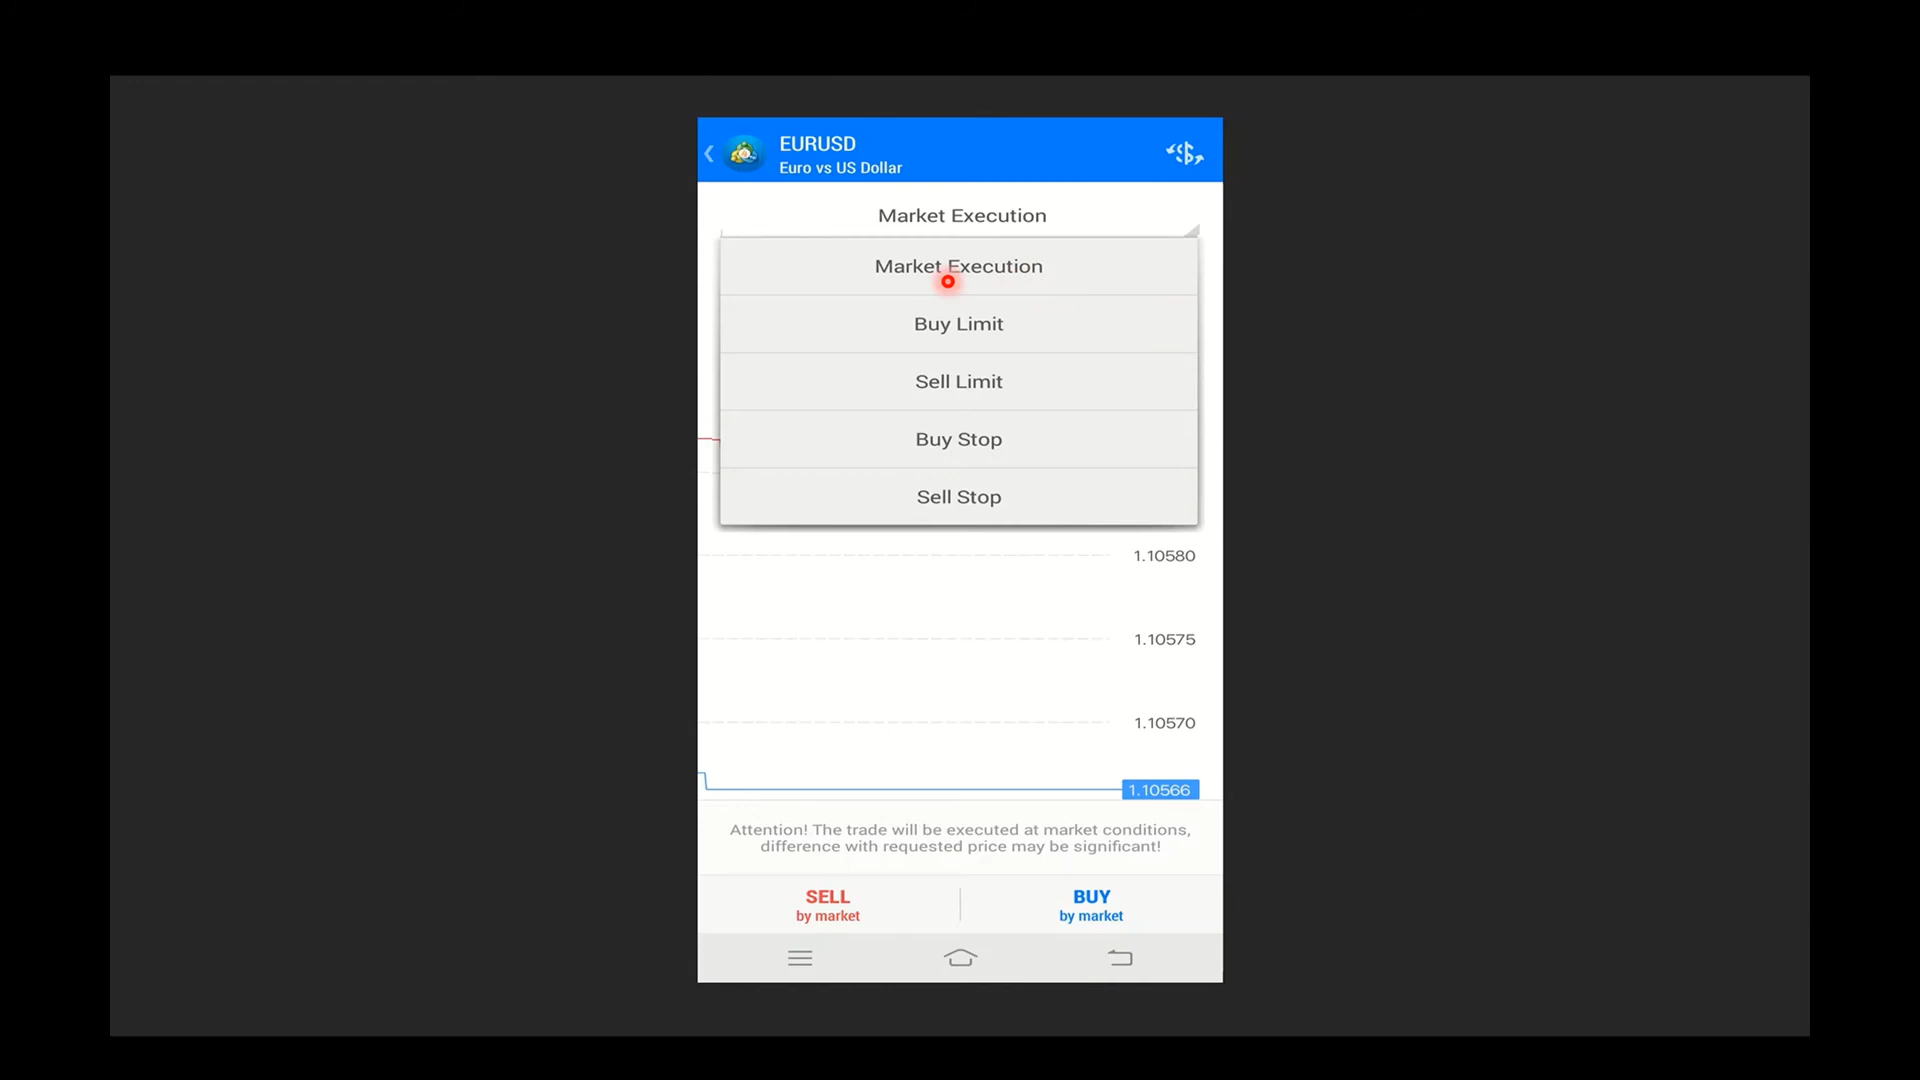 EURUSD
Euro vs US Dollar
Market Execution
Market Execution
Buy Limit
Sell Limit
Buy Stop
Sell Stop
1.10580
1.10575
1.10570
1.10566
Attention! The trade will be executed at market conditions,
difference with requested price may be significant!
SELL
by market
BUY
by market